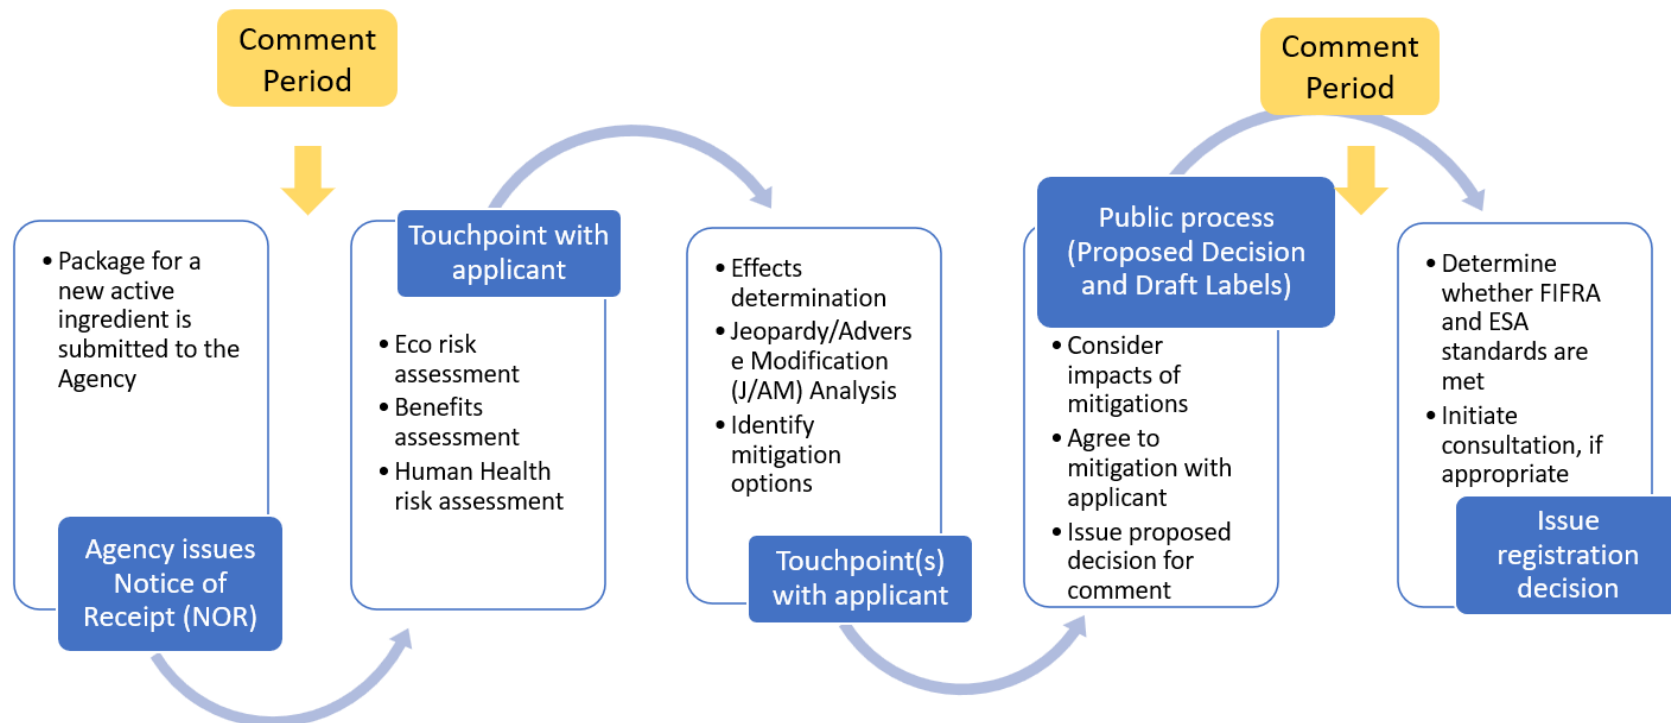 Comment
Period
• Package for a
new active
ingredient is
submitted to the
Agency
Agency issues
Notice of
Receipt (NOR)
Touchpoint with
applicant
• Eco risk
assessment
• Benefits
assessment
• Human Health
risk assessment
• Effects
determination
• Jeopardy/Advers
e Modification
(J/AM) Analysis
• Identify
mitigation
options
Touchpoint(s)
with applicant
Comment
Period
Public process
(Proposed Decision
and Draft Labels)
• Consider
impacts of
mitigations
• Agree to
mitigation with
applicant
• Issue proposed
decision for
comment
• Determine
whether FIFRA
and ESA
standards are
met
• Initiate
consultation, if
appropriate
Issue
registration
decision